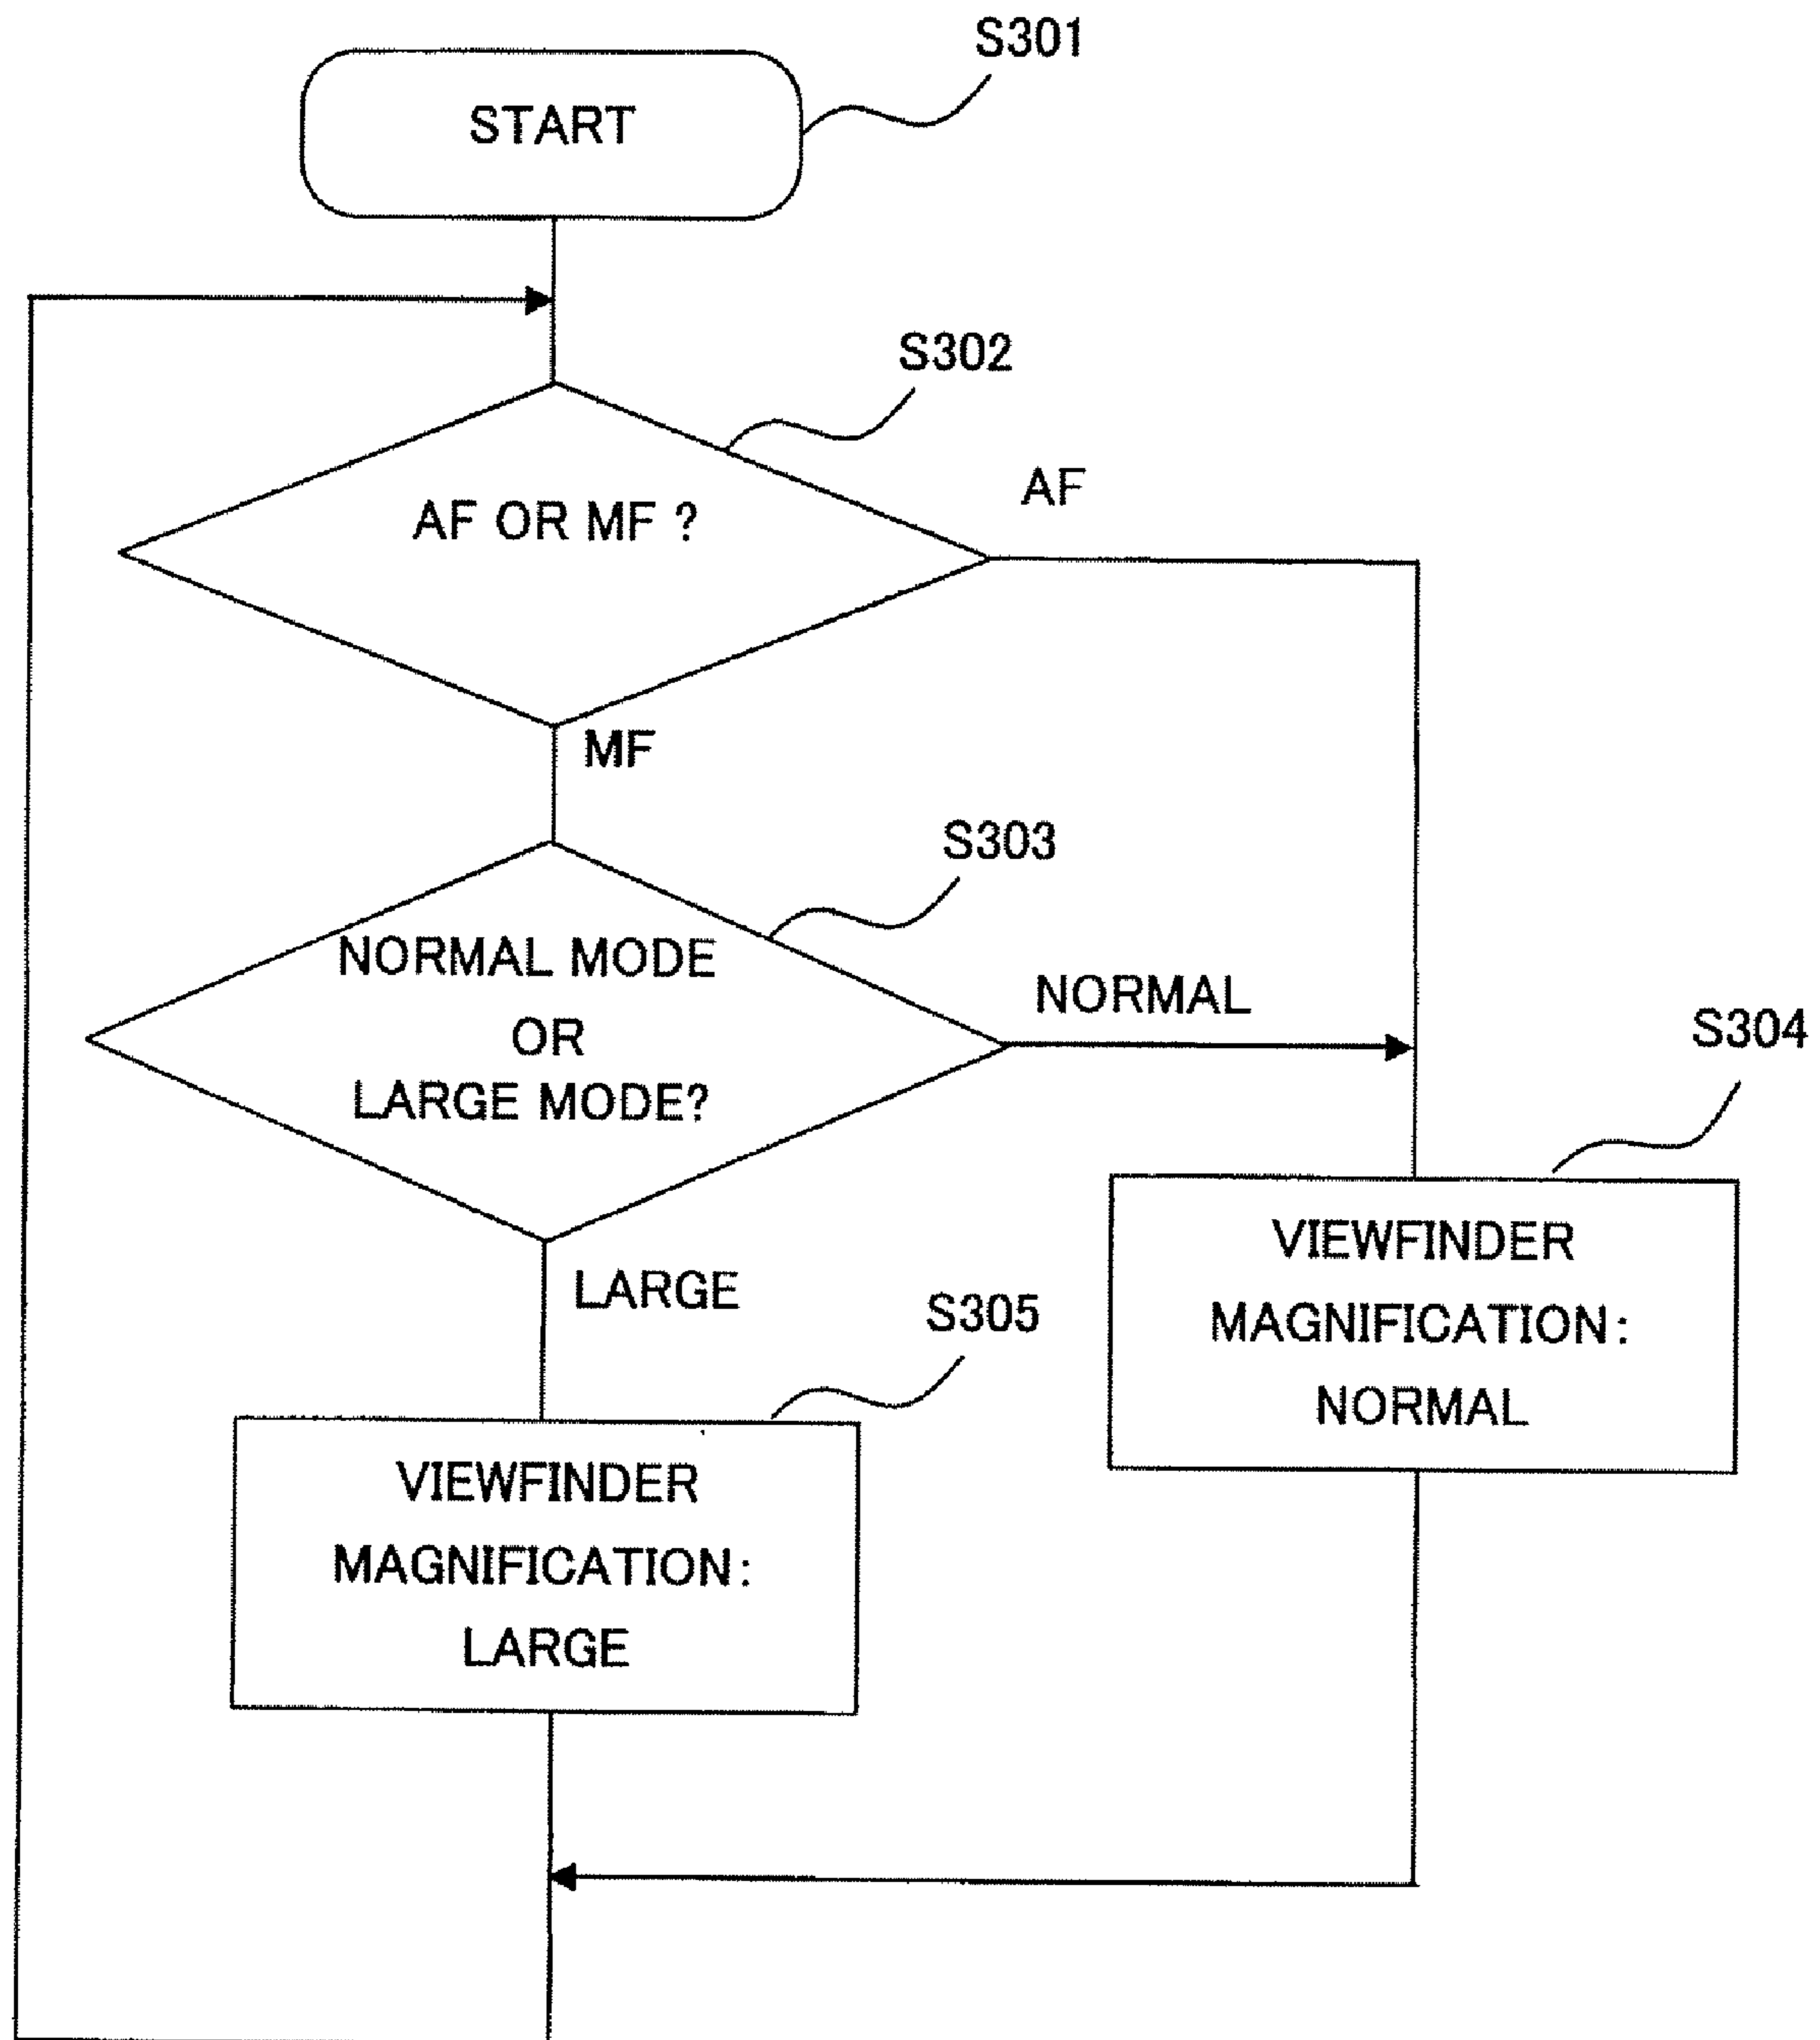 S301
START
S302
AF OR MF ?
AF
MF
S303
NORMAL MODE
OR
LARGE MODE?
NORMAL
S304
VIEWFINDER
MAGNIFICATION:
NORMAL
LARGE
S305
VIEWFINDER
MAGNIFICATION:
LARGE